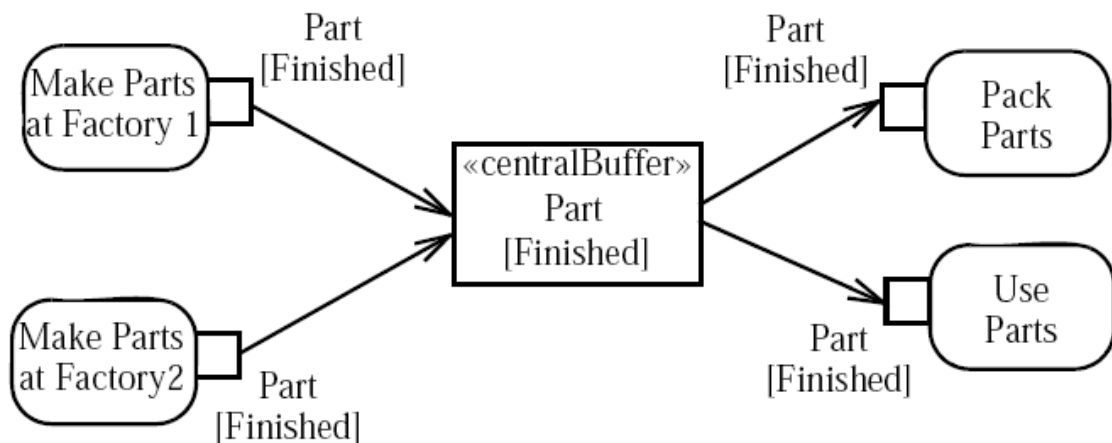 Make Parts
at Factory 1
Part
[Finished]
Part
[Finished]
Pack
Parts
«centralBuffer»
Part
[Finished]
Make Parts
at Factory2
Part
[Finished]
Use
Parts
Part
[Finished]